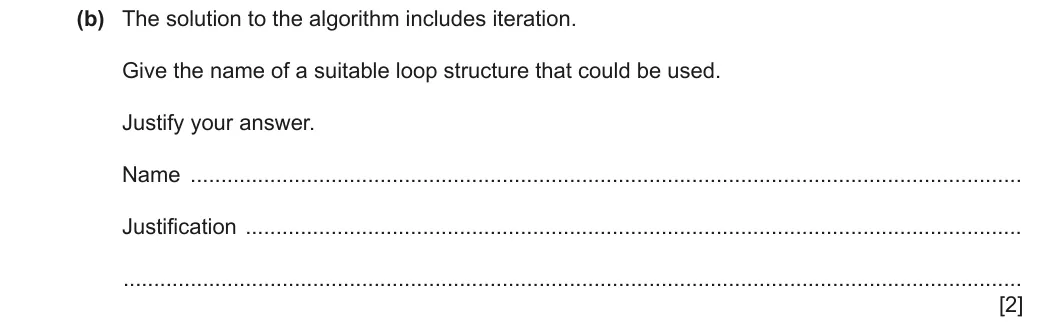 (b) The solution to the algorithm includes iteration.
Give the name of a suitable loop structure that could be used.
Justify your answer.
Name ..........................................................................................................................................
Justification .................................................................................................................................
.....................................................................................................................................................
[2]